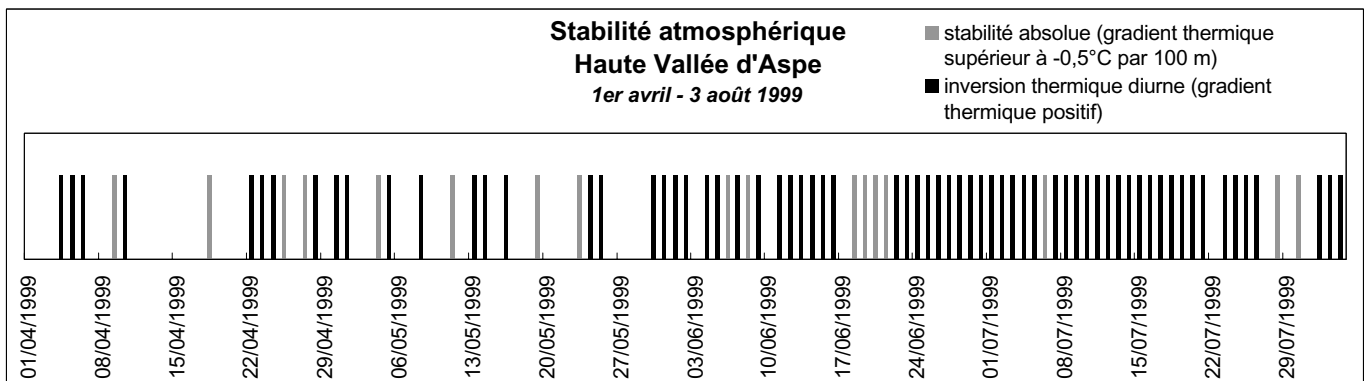 Stabilité atmosphérique
Haute Vallée d'Aspe
1er avril - 3 août 1999
stabilité absolue (gradient thermique
supérieur à -0,5°C par 100 m)
inversion thermique diurne (gradient
thermique positif)
01/04/1999
08/04/1999
15/04/1999
22/04/1999
29/04/1999
06/05/1999
13/05/1999
20/05/1999
27/05/1999
03/06/1999
10/06/1999
17/06/1999
24/06/1999
01/07/1999
08/07/1999
15/07/1999
22/07/1999
29/07/1999